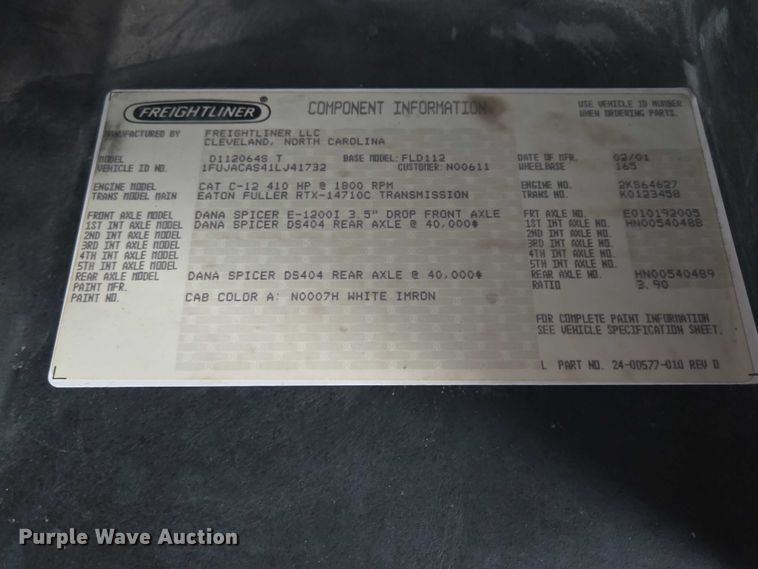 FREIGHTLINER ® COMPONENT INFORMATION USE VEHICLE ID NUMBER
WHEN ORDERING PARTS.
MANUFACTURED BY FREIGHTLINER LLC
CLEVELAND, NORTH CAROLINA
MODEL D112064S T BASE MODEL: FLD112 DATE OF MFR. 02/01
VEHICLE ID NO. 1FUJACAS41LJ41732 CUSTOMER: N00611 WHEELBASE 165
ENGINE MODEL CAT C-12 410 HP @ 1800 RPM ENGINE NO. 2KS64627
TRANS MODEL MAIN EATON FULLER RTX-14710C TRANSMISSION TRANS NO. K0123458
FRONT AXLE MODEL DANA SPICER E-1200I 3.5" DROP FRONT AXLE FRT AXLE NO. E010192005
1ST INT AXLE MODEL DANA SPICER DS404 REAR AXLE @ 40,000# 1ST INT AXLE NO. HN00540488
2ND INT AXLE MODEL 2ND INT AXLE NO.
3RD INT AXLE MODEL 3RD INT AXLE NO.
4TH INT AXLE MODEL 4TH INT AXLE NO.
5TH INT AXLE MODEL 5TH INT AXLE NO.
REAR AXLE MODEL DANA SPICER DS404 REAR AXLE @ 40,000# REAR AXLE NO. HN00540489
PAINT MFR. RATIO 3.90
PAINT NO. CAB COLOR A: N0007H WHITE IMRON
FOR COMPLETE PAINT INFORMATION
SEE VEHICLE SPECIFICATION SHEET.
L PART NO. 24-00577-010 REV D
Purple Wave Auction